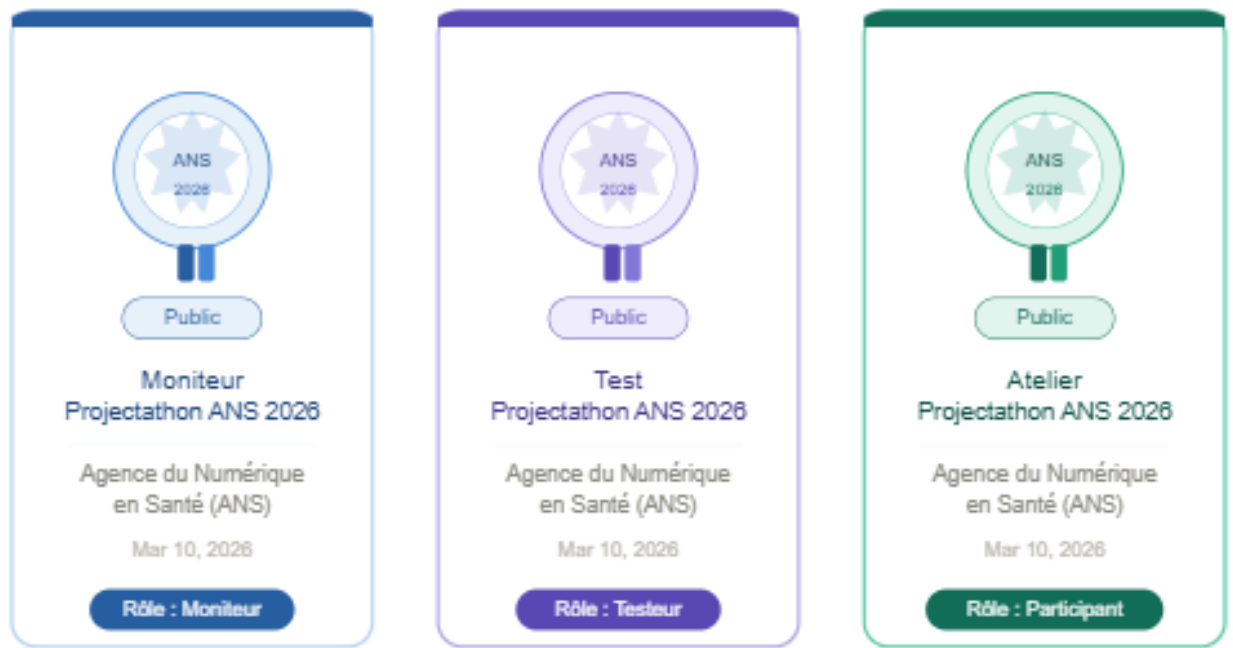 ANS
2026
Public
Moniteur
Projectathon ANS 2026
Agence du Numérique
en Santé (ANS)
Mar 10, 2026
Rôle : Moniteur
ANS
2026
Public
Test
Projectathon ANS 2026
Agence du Numérique
en Santé (ANS)
Mar 10, 2026
Rôle : Testeur
ANS
2026
Public
Atelier
Projectathon ANS 2026
Agence du Numérique
en Santé (ANS)
Mar 10, 2026
Rôle : Participant